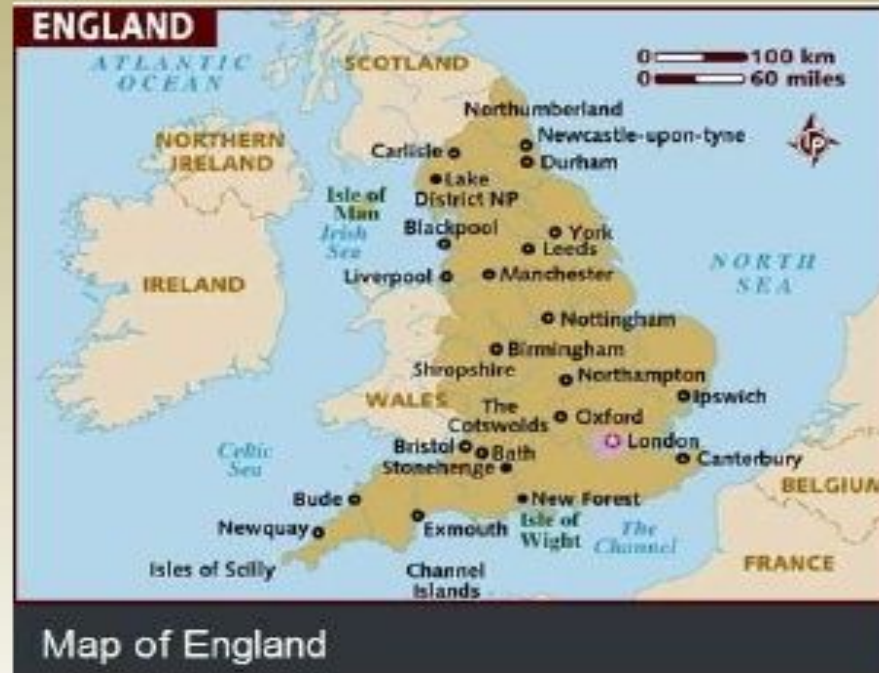 ENGLAND
ATLANTIC
OCEAN
SCOTLAND
0 100 km
0 60 miles
Northumberland
Newcastle-upon-tyne
NORTHERN
IRELAND
Carlisle
Durham
Lake
District NP
Isle of
Man
Irish
Sea
Blackpool
York
Leeds
NORTH
SEA
IRELAND
Liverpool
Manchester
Nottingham
Birmingham
Shropshire
Northampton
WALES
The
Cotswolds
Oxford
Ipswich
Celtic
Sea
Bristol
Bath
London
Canterbury
Stonehenge
BELGIUM
Bude
New Forest
Newquay
Exmouth
Isle of
Wight
The
Channel
Isles of Scilly
Channel
Islands
FRANCE
Map of England